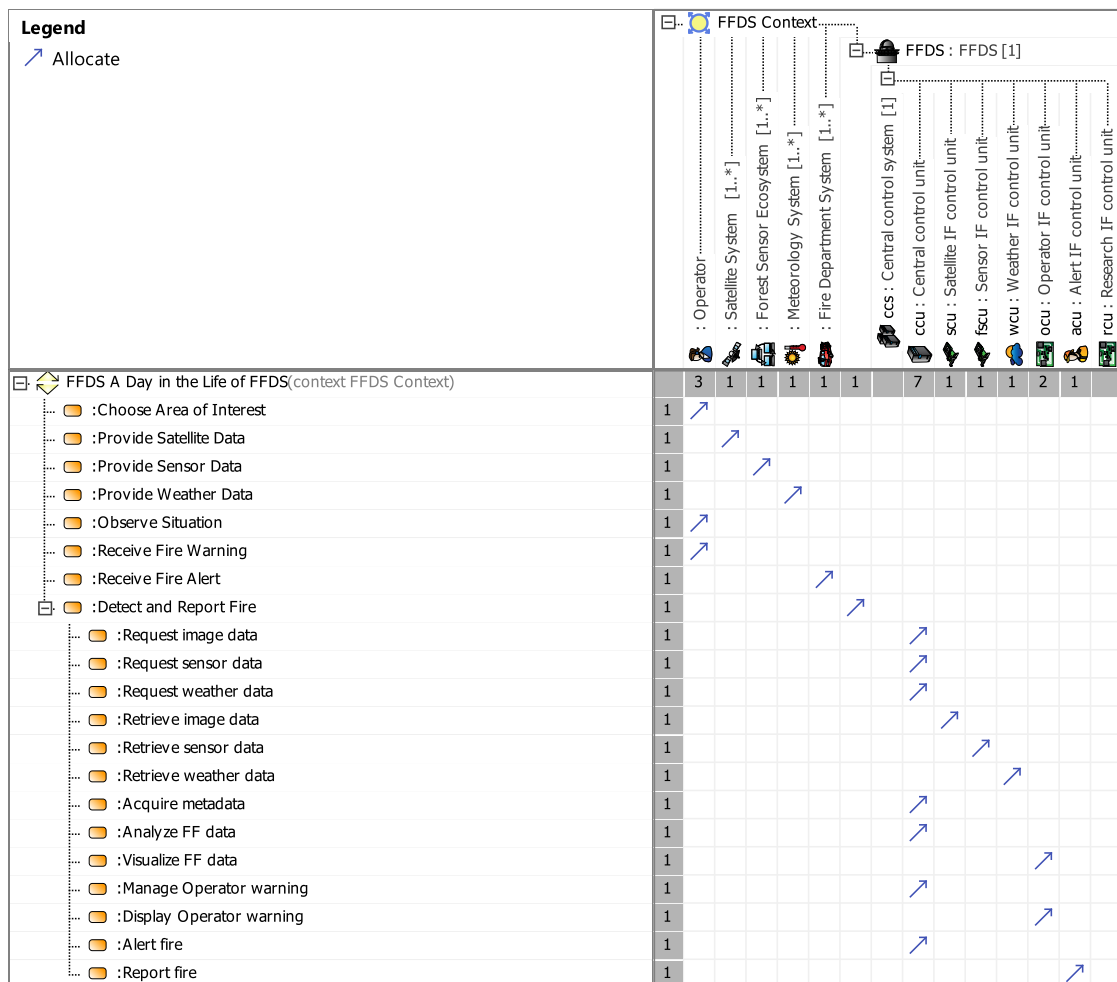 Legend
Allocate
FFDS Context
FFDS : FFDS [1]
: Operator
: Satellite System [1..*]
: Forest Sensor Ecosystem [1..*]
: Meteorology System [1..*]
: Fire Department System [1..*]
ccs : Central control system [1]
ccu : Central control unit
scu : Satellite IF control unit
fscu : Sensor IF control unit
wcu : Weather IF control unit
ocu : Operator IF control unit
acu : Alert IF control unit
rcu : Research IF control unit
FFDS A Day in the Life of FFDS(context FFDS Context) 3 1 1 1 1 1 7 1 1 1 2 1
:Choose Area of Interest 1
:Provide Satellite Data 1
:Provide Sensor Data 1
:Provide Weather Data 1
:Observe Situation 1
:Receive Fire Warning 1
:Receive Fire Alert 1
:Detect and Report Fire 1
:Request image data 1
:Request sensor data 1
:Request weather data 1
:Retrieve image data 1
:Retrieve sensor data 1
:Retrieve weather data 1
:Acquire metadata 1
:Analyze FF data 1
:Visualize FF data 1
:Manage Operator warning 1
:Display Operator warning 1
:Alert fire 1
:Report fire 1